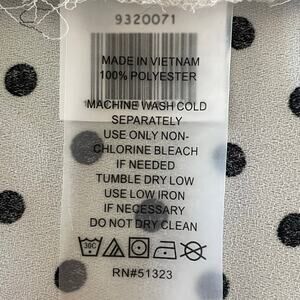 9320071
MADE IN VIETNAM
100% POLYESTER
MACHINE WASH COLD
SEPARATELY
USE ONLY NON-
CHLORINE BLEACH
IF NEEDED
TUMBLE DRY LOW
USE LOW IRON
IF NECESSARY
DO NOT DRY CLEAN
30C
RN#51323